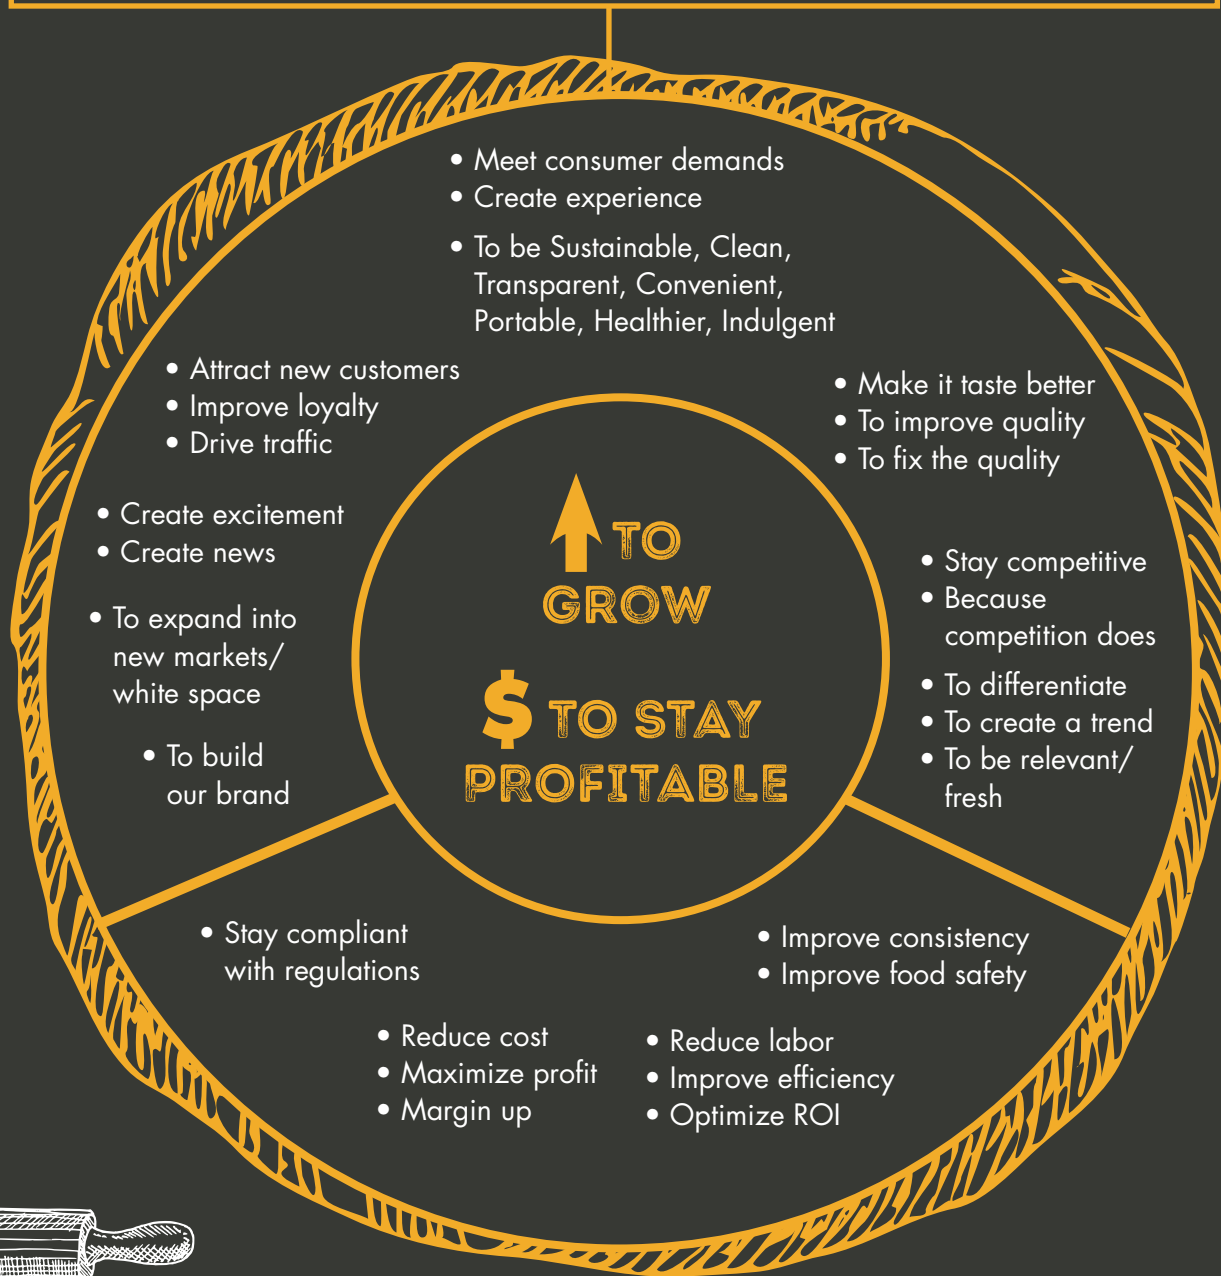 • Meet consumer demands
• Create experience
• To be Sustainable, Clean,
Transparent, Convenient,
Portable, Healthier, Indulgent
• Attract new customers
• Improve loyalty
• Drive traffic
• Make it taste better
• To improve quality
• To fix the quality
• Create excitement
• Create news
• To expand into
new markets/
white space
• To build
our brand
TO
GROW
$ TO STAY
PROFITABLE
• Stay competitive
• Because
competition does
• To differentiate
• To create a trend
• To be relevant/
fresh
• Stay compliant
with regulations
• Improve consistency
• Improve food safety
• Reduce cost
• Maximize profit
• Margin up
• Reduce labor
• Improve efficiency
• Optimize ROI